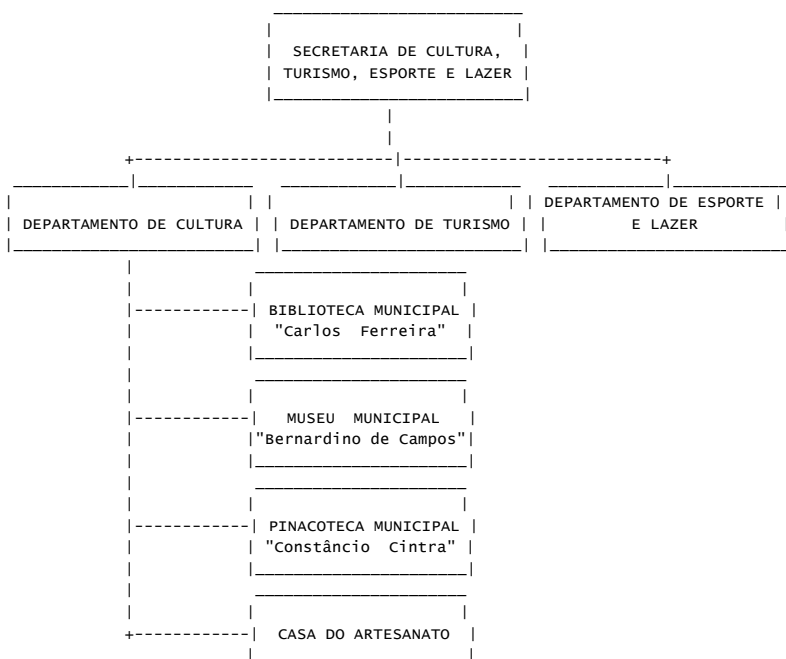 SECRETARIA DE CULTURA,
TURISMO, ESPORTE E LAZER
DEPARTAMENTO DE CULTURA
DEPARTAMENTO DE TURISMO
DEPARTAMENTO DE ESPORTE
E LAZER
BIBLIOTECA MUNICIPAL
"Carlos Ferreira"
MUSEU MUNICIPAL
"Bernardino de Campos"
PINACOTECA MUNICIPAL
"Constâncio Cintra"
CASA DO ARTESANATO